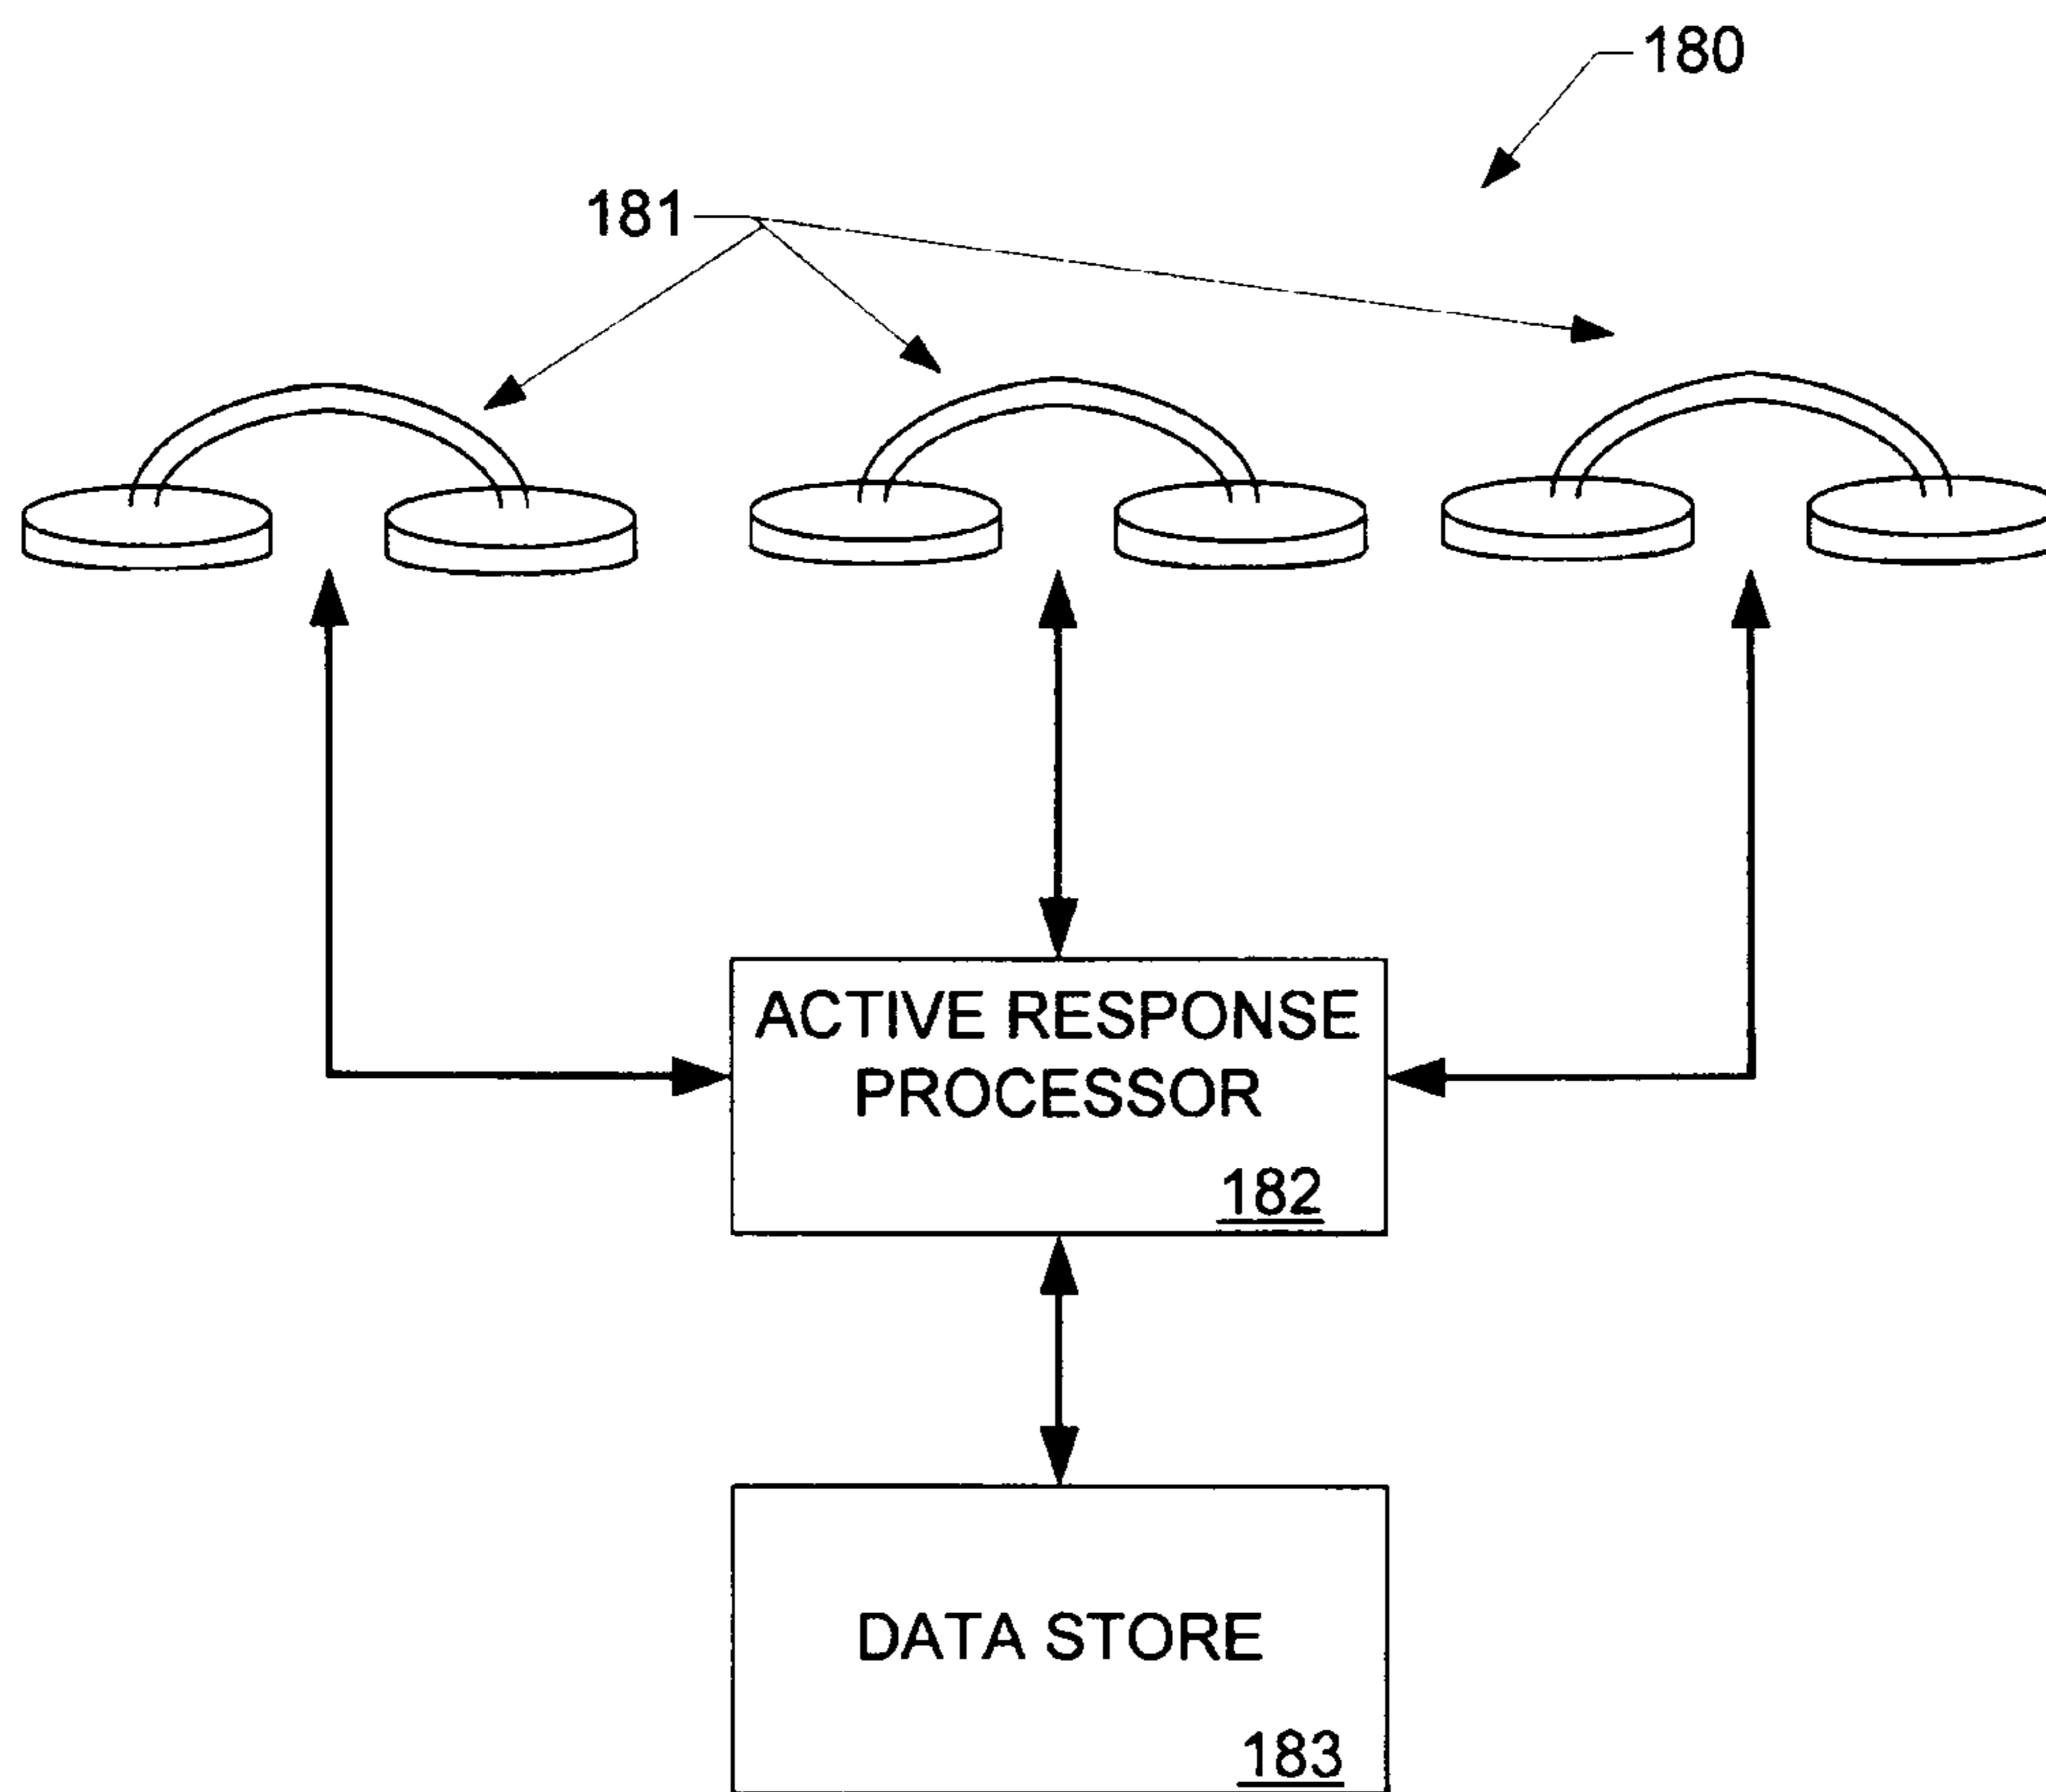 180
181
ACTIVE RESPONSE
PROCESSOR
182
DATA STORE
183